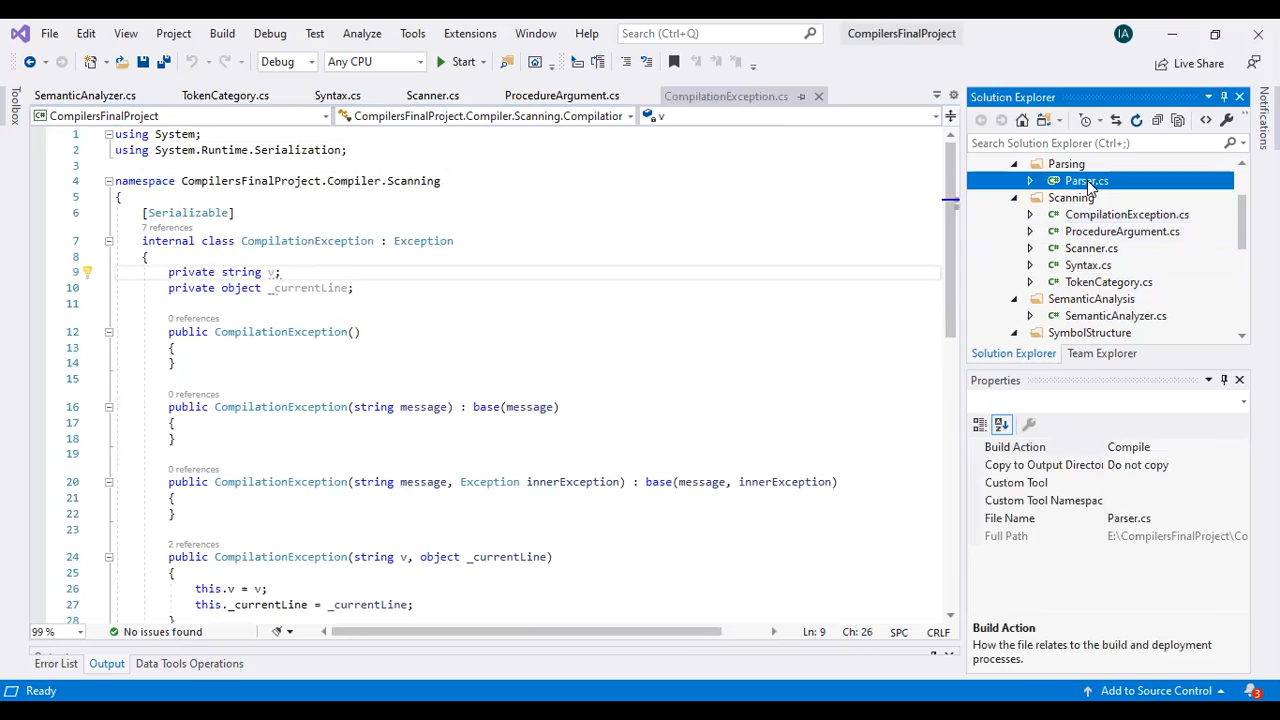 File Edit View Project Build Debug Test Analyze Tools Extensions Window Help Search (Ctrl+Q) CompilersFinalProject IA
Debug Any CPU Start Live Share
SemanticAnalyzer.cs TokenCategory.cs Syntax.cs Scanner.cs ProcedureArgument.cs CompilationException.cs
CompilersFinalProject CompilersFinalProject.Compiler.Scanning.Compilatior v
1 using System;
2 using System.Runtime.Serialization;
3
4 namespace CompilersFinalProject.Compiler.Scanning
5 {
6 [Serializable]
7 references
7 internal class CompilationException : Exception
8 {
9 private string v;
10 private object _currentLine;
11
0 references
12 public CompilationException()
13 {
14 }
15
0 references
16 public CompilationException(string message) : base(message)
17 {
18 }
19
0 references
20 public CompilationException(string message, Exception innerException) : base(message, innerException)
21 {
22 }
23
2 references
24 public CompilationException(string v, object _currentLine)
25 {
26 this.v = v;
27 this._currentLine = _currentLine;
28 }
99 % No issues found Ln: 9 Ch: 26 SPC CRLF
Error List Output Data Tools Operations
Ready Add to Source Control 3
Toolbox
Solution Explorer
Search Solution Explorer (Ctrl+;)
Parsing
Parser.cs
Scanning
CompilationException.cs
ProcedureArgument.cs
Scanner.cs
Syntax.cs
TokenCategory.cs
SemanticAnalysis
SemanticAnalyzer.cs
SymbolStructure
Solution Explorer Team Explorer
Properties
Build Action Compile
Copy to Output Director Do not copy
Custom Tool
Custom Tool Namespac
File Name Parser.cs
Full Path E:\CompilersFinalProject\Co
Build Action
How the file relates to the build and deployment
processes.
Notifications